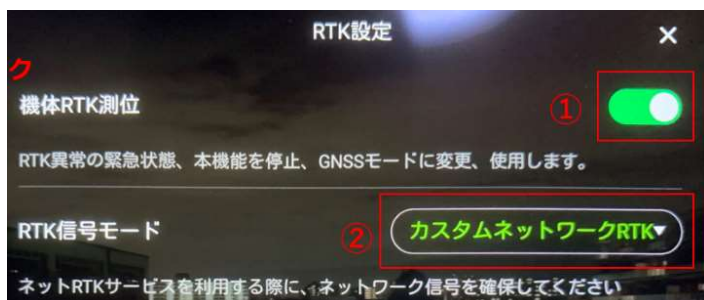 RTK設定 ×
ク
機体RTK測位 ①
RTK異常の緊急状態、本機能を停止、GNSSモードに変更、使用します。
RTK信号モード ② カスタムネットワークRTK▼
ネットRTKサービスを利用する際に、ネットワーク信号を確保してください